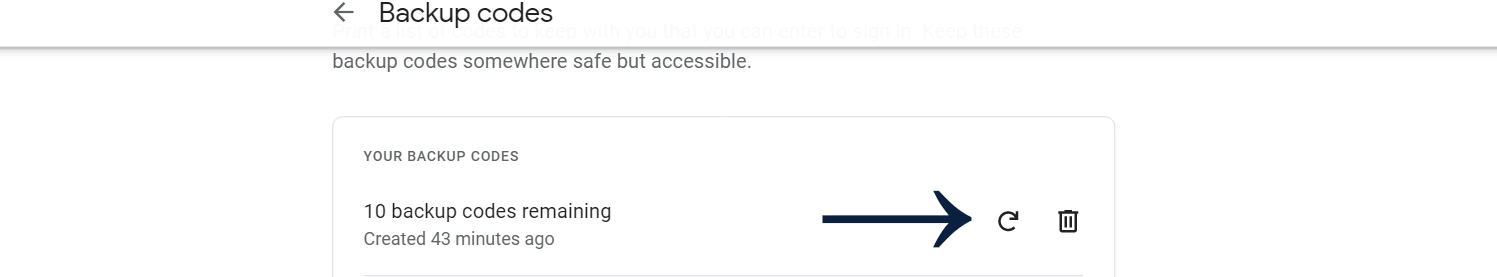 Backup codes
Print a list of codes to keep with you that you can enter to sign in. Keep these
backup codes somewhere safe but accessible.
YOUR BACKUP CODES
10 backup codes remaining
Created 43 minutes ago